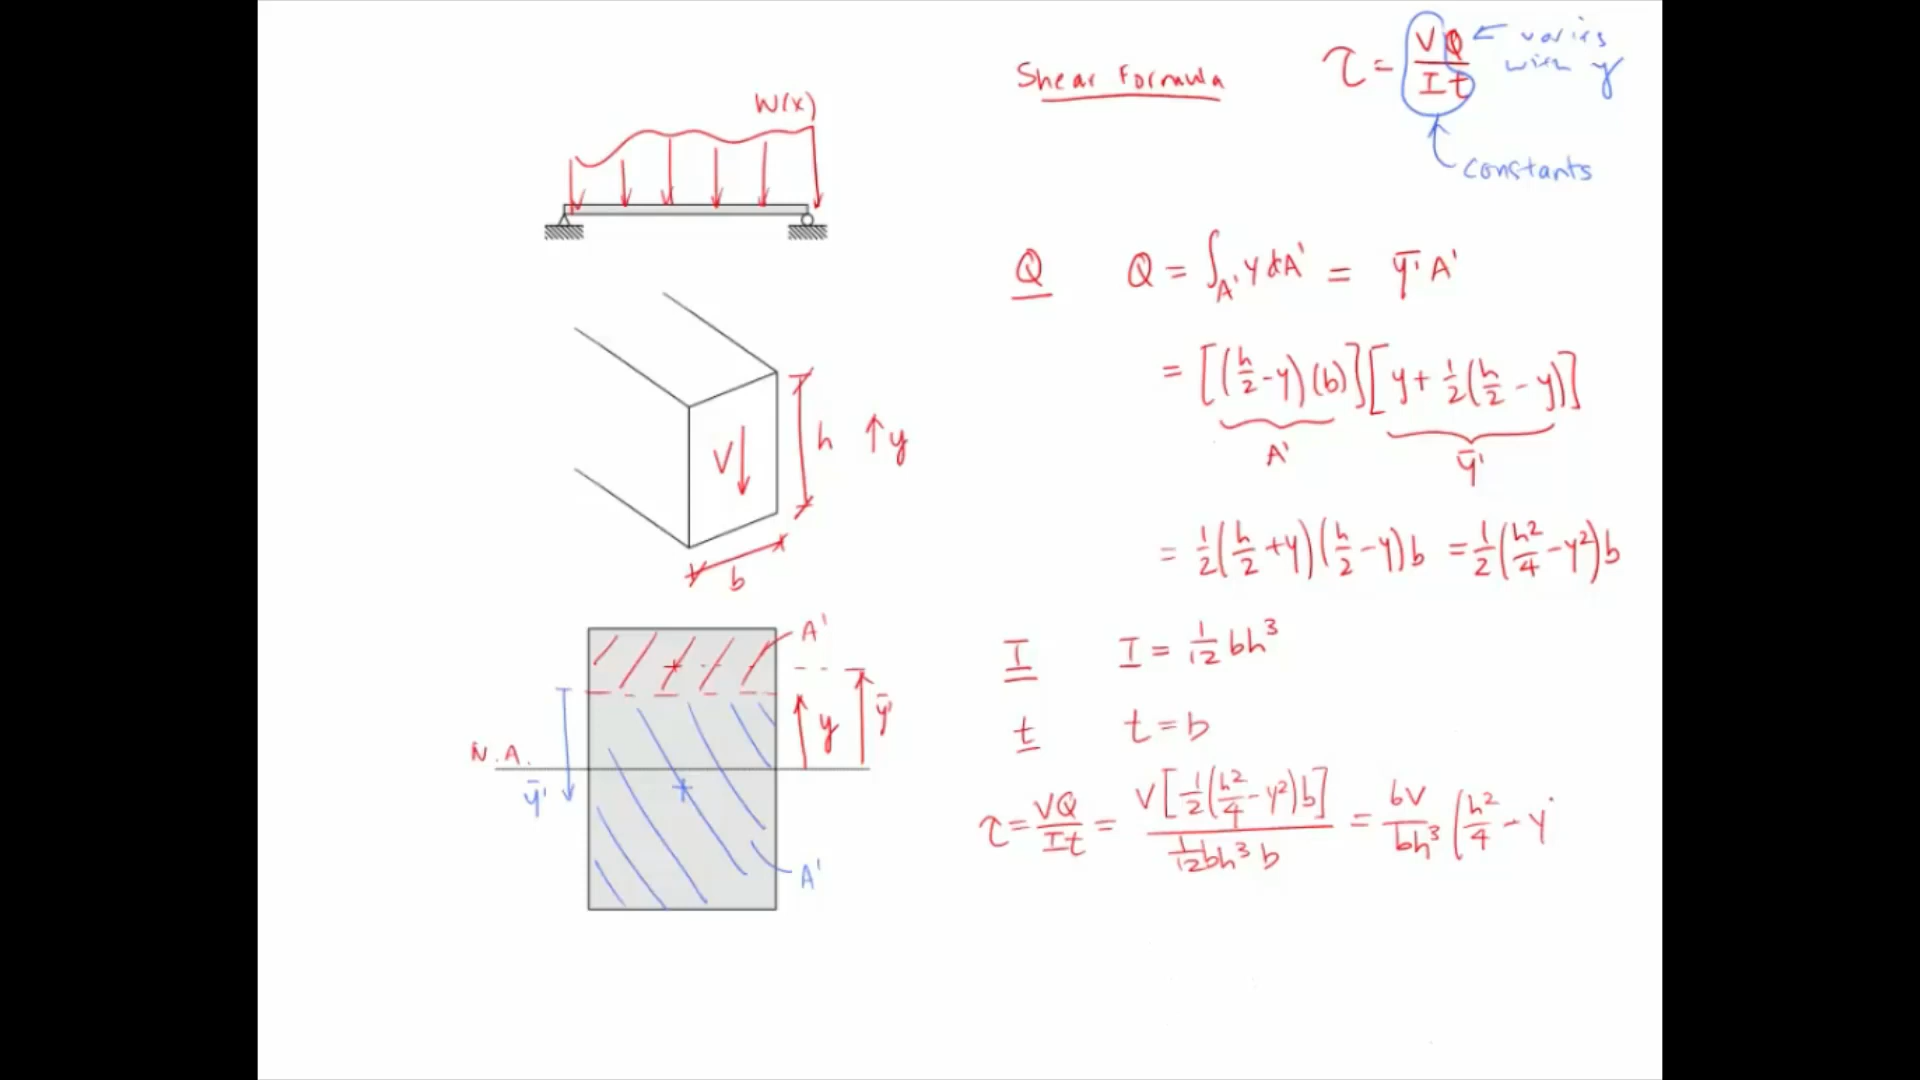 Shear Formula
τ = VQ/It ← varies with y
constants
W(x)
Q Q = ∫_A' y dA' = ȳ' A'
= [(h/2 - y)(b)][y + 1/2(h/2 - y)]
A' ȳ'
V h ↑y
b
= 1/2(h/2 + y)(h/2 - y)b = 1/2(h²/4 - y²)b
A'
I I = 1/12 bh³
y ȳ'
t t = b
N.A.
ȳ'
τ = VQ/It = V[1/2(h²/4 - y²)b] / 1/12 bh³ b = 6V/bh³ (h²/4 - y
A'